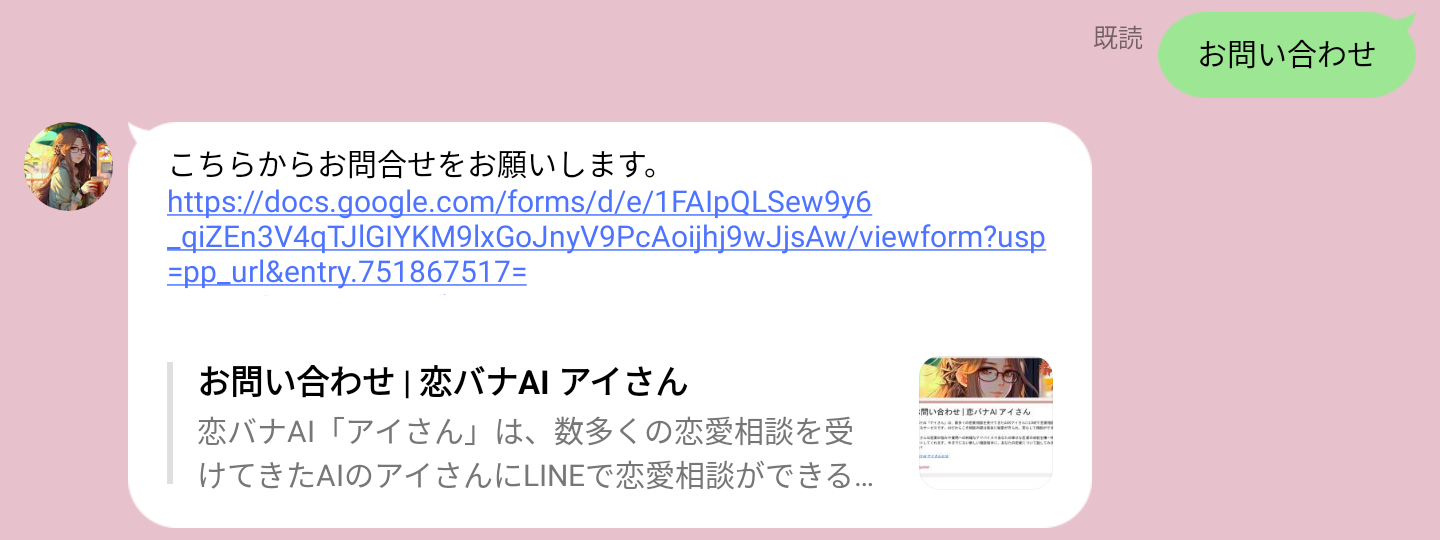 既読
お問い合わせ
こちらからお問合せをお願いします。
https://docs.google.com/forms/d/e/1FAIpQLSew9y6
_qiZEn3V4qTJlGIYKM9lxGoJnyV9PcAoijhj9wJjsAw/viewform?usp
=pp_url&entry.751867517=
お問い合わせ | 恋バナAI アイさん
恋バナAI「アイさん」は、数多くの恋愛相談を受
けてきたAIのアイさんにLINEで恋愛相談ができる…
お問い合わせ | 恋バナAI アイさん